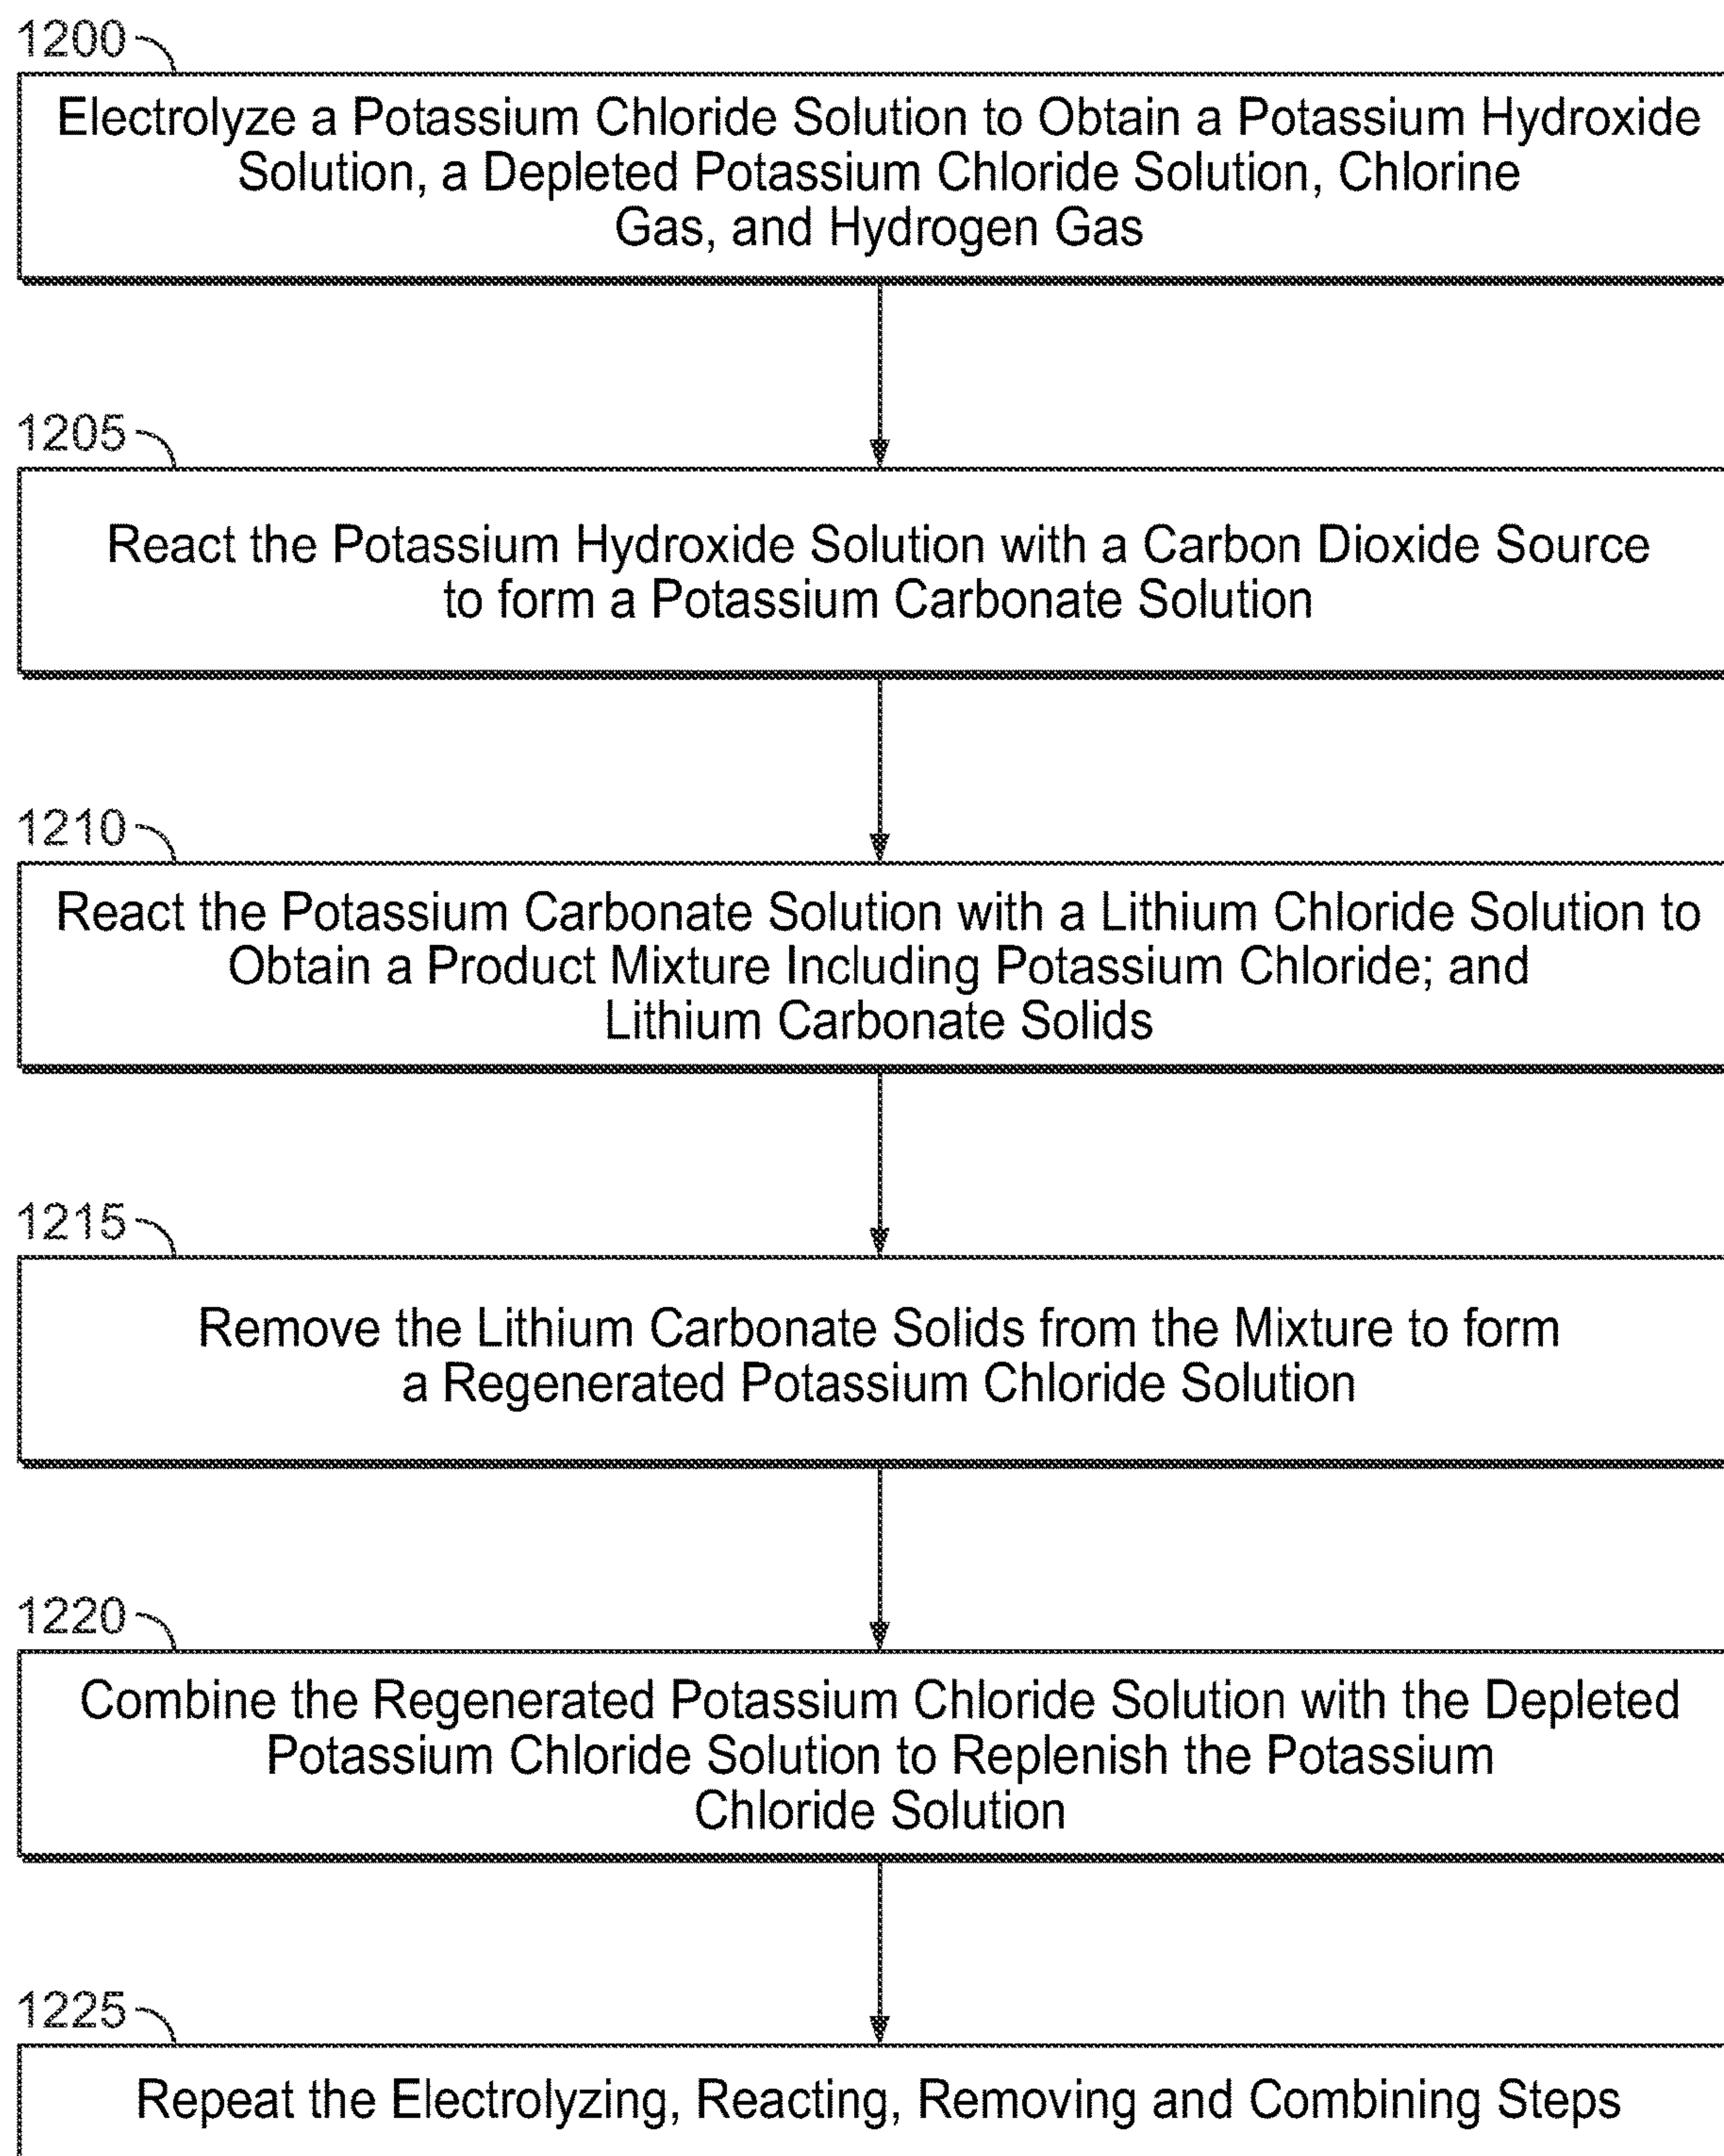 1200
Electrolyze a Potassium Chloride Solution to Obtain a Potassium Hydroxide
Solution, a Depleted Potassium Chloride Solution, Chlorine
Gas, and Hydrogen Gas
1205
React the Potassium Hydroxide Solution with a Carbon Dioxide Source
to form a Potassium Carbonate Solution
1210
React the Potassium Carbonate Solution with a Lithium Chloride Solution to
Obtain a Product Mixture Including Potassium Chloride; and
Lithium Carbonate Solids
1215
Remove the Lithium Carbonate Solids from the Mixture to form
a Regenerated Potassium Chloride Solution
1220
Combine the Regenerated Potassium Chloride Solution with the Depleted
Potassium Chloride Solution to Replenish the Potassium
Chloride Solution
1225
Repeat the Electrolyzing, Reacting, Removing and Combining Steps